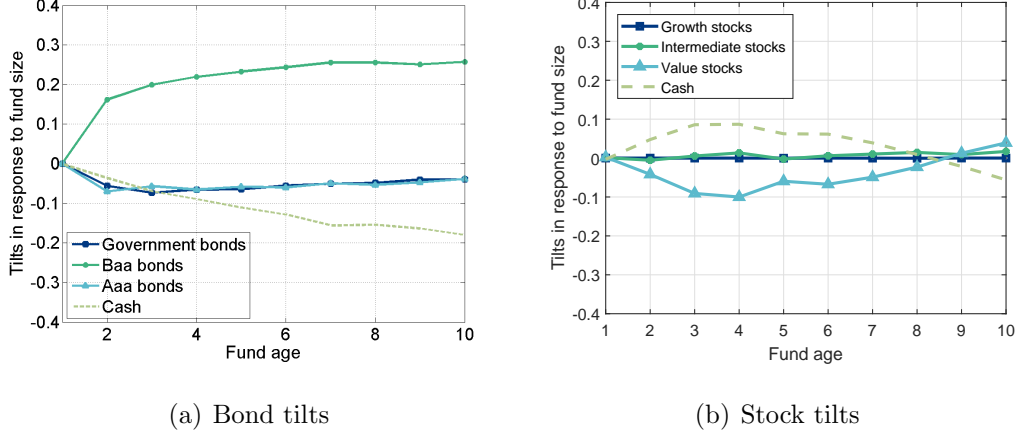 0.4
0.3
0.2
0.1
0
-0.1
-0.2
-0.3
-0.4
Tilts in response to fund size
Government bonds
Baa bonds
Aaa bonds
Cash
2 4 6 8 10
Fund age
(a) Bond tilts
0.4
0.3
0.2
0.1
0
-0.1
-0.2
-0.3
-0.4
Tilts in response to fund size
Growth stocks
Intermediate stocks
Value stocks
Cash
1 2 3 4 5 6 7 8 9 10
Fund age
(b) Stock tilts